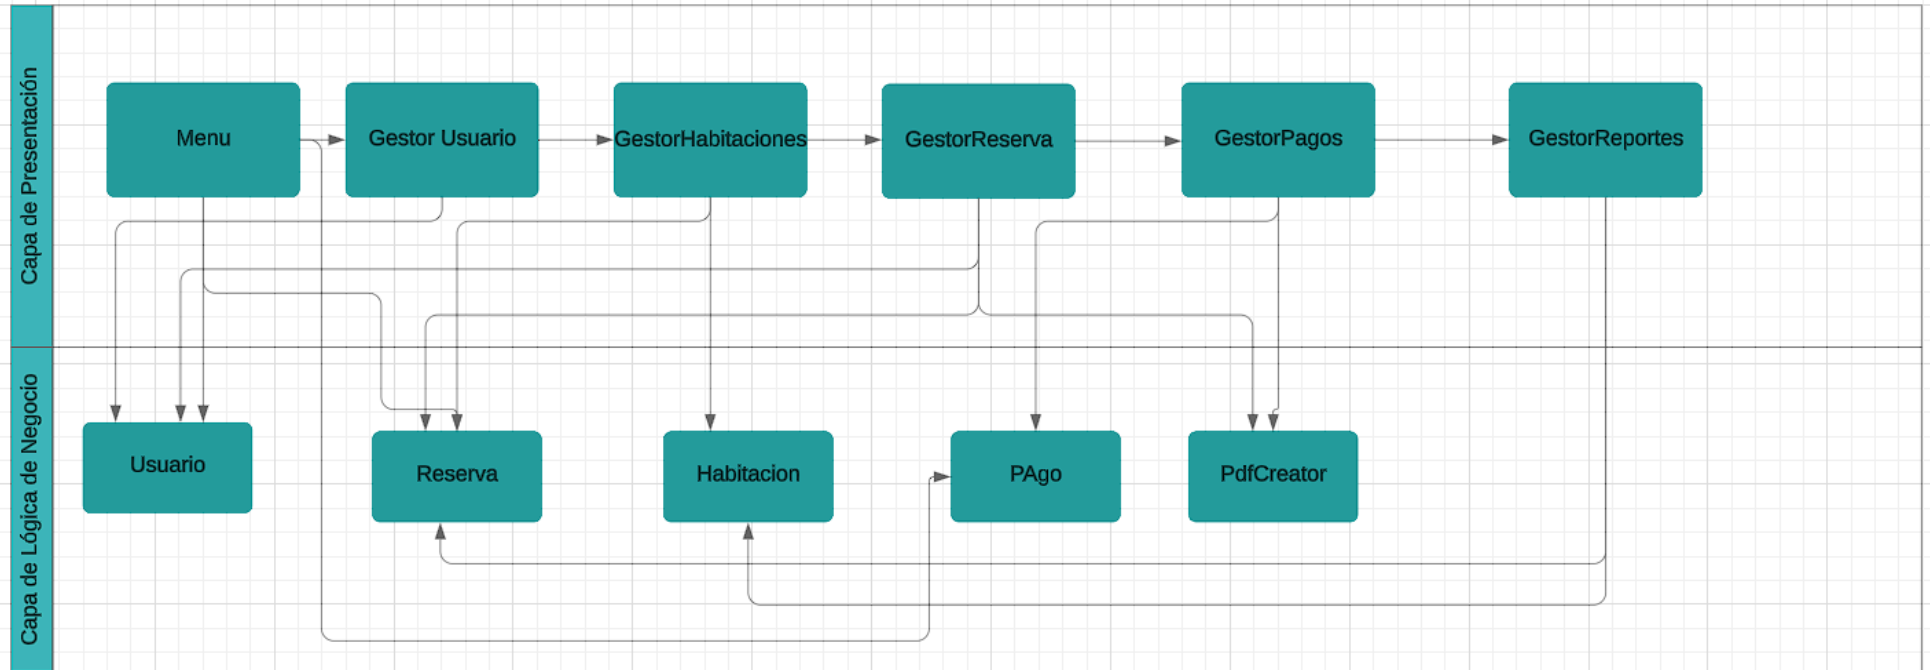 Capa de Presentación
Menu
Gestor Usuario
GestorHabitaciones
GestorReserva
GestorPagos
GestorReportes
Capa de Lógica de Negocio
Usuario
Reserva
Habitacion
PAgo
PdfCreator